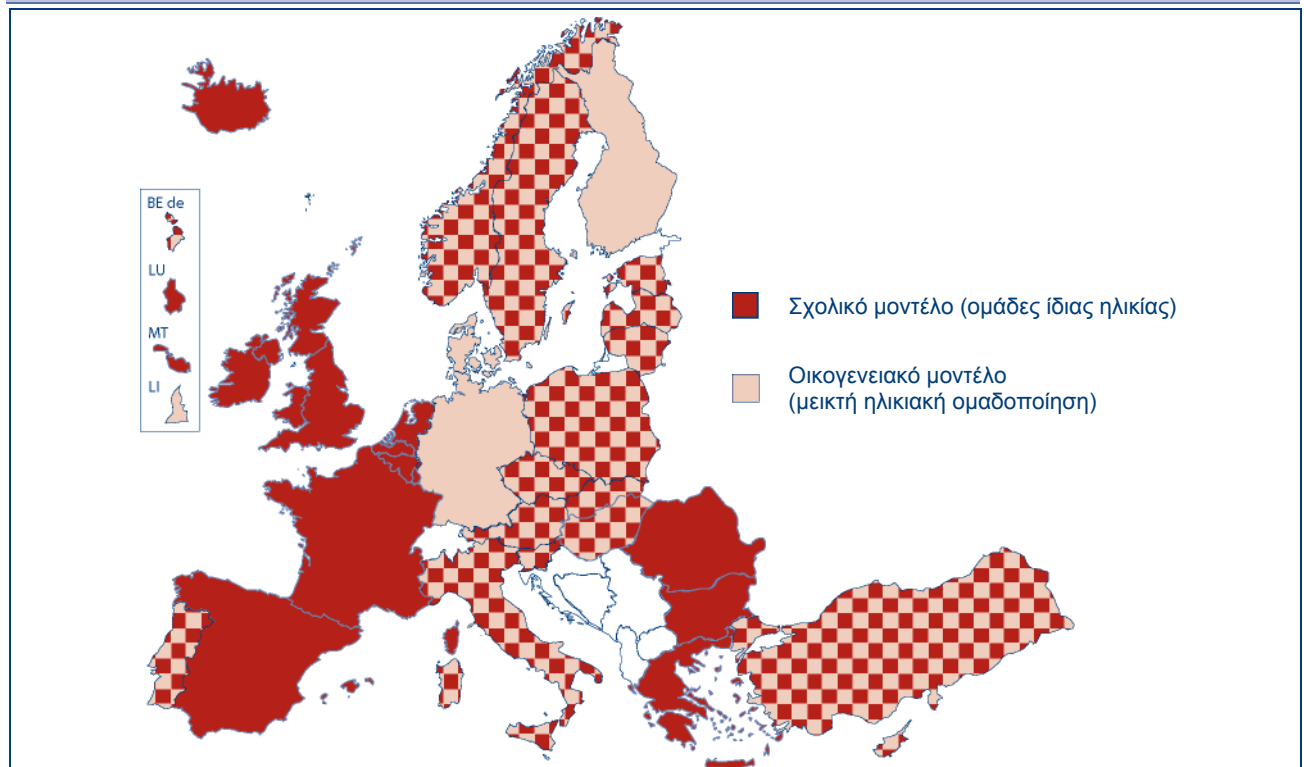 BE de
LU
MT
LI
Σχολικό μοντέλο (ομάδες ίδιας ηλικίας)
Οικογενειακό μοντέλο
(μεικτή ηλικιακή ομαδοποίηση)